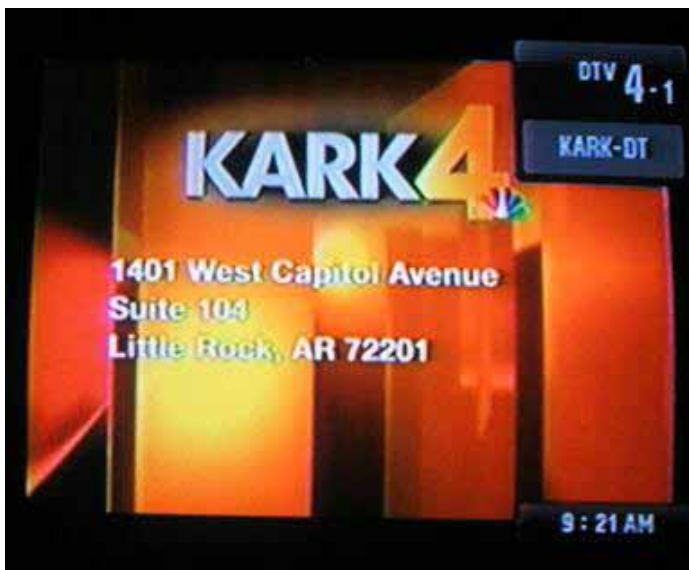 DTV 4-1
KARK-DT
KARK4
1401 West Capitol Avenue
Suite 104
Little Rock, AR 72201
9:21 AM